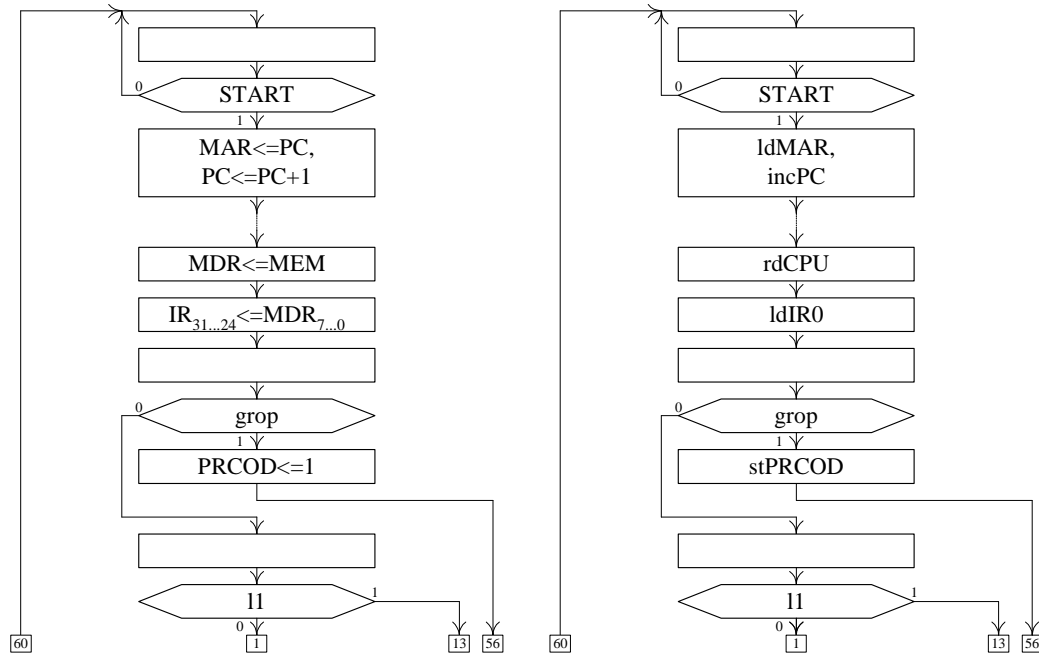 0
START
1
MAR<=PC,
PC<=PC+1
MDR<=MEM
IR31...24<=MDR7...0
0
grop
1
PRCOD<=1
l1
1
0
60
1
13
56
0
START
1
ldMAR,
incPC
rdCPU
ldIR0
0
grop
1
stPRCOD
l1
1
0
60
1
13
56